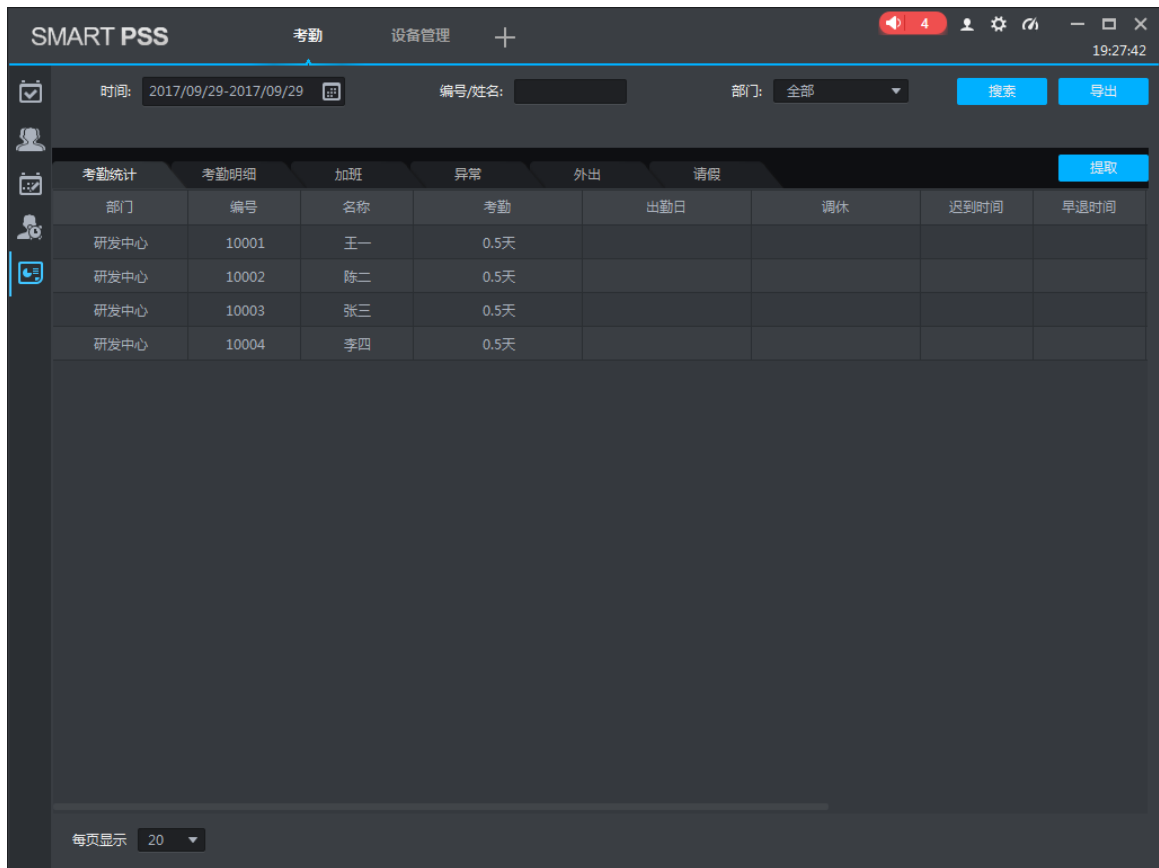 SMART PSS 考勤 设备管理 4
19:27:42
时间: 2017/09/29-2017/09/29 编号/姓名: 部门: 全部 搜素 导出
考勤统计 考勤明细 加班 异常 外出 请假 提取
部门 编号 名称 考勤 出勤日 调休 迟到时间 早退时间
研发中心 10001 王一 0.5天
研发中心 10002 陈二 0.5天
研发中心 10003 张三 0.5天
研发中心 10004 李四 0.5天
每页显示 20